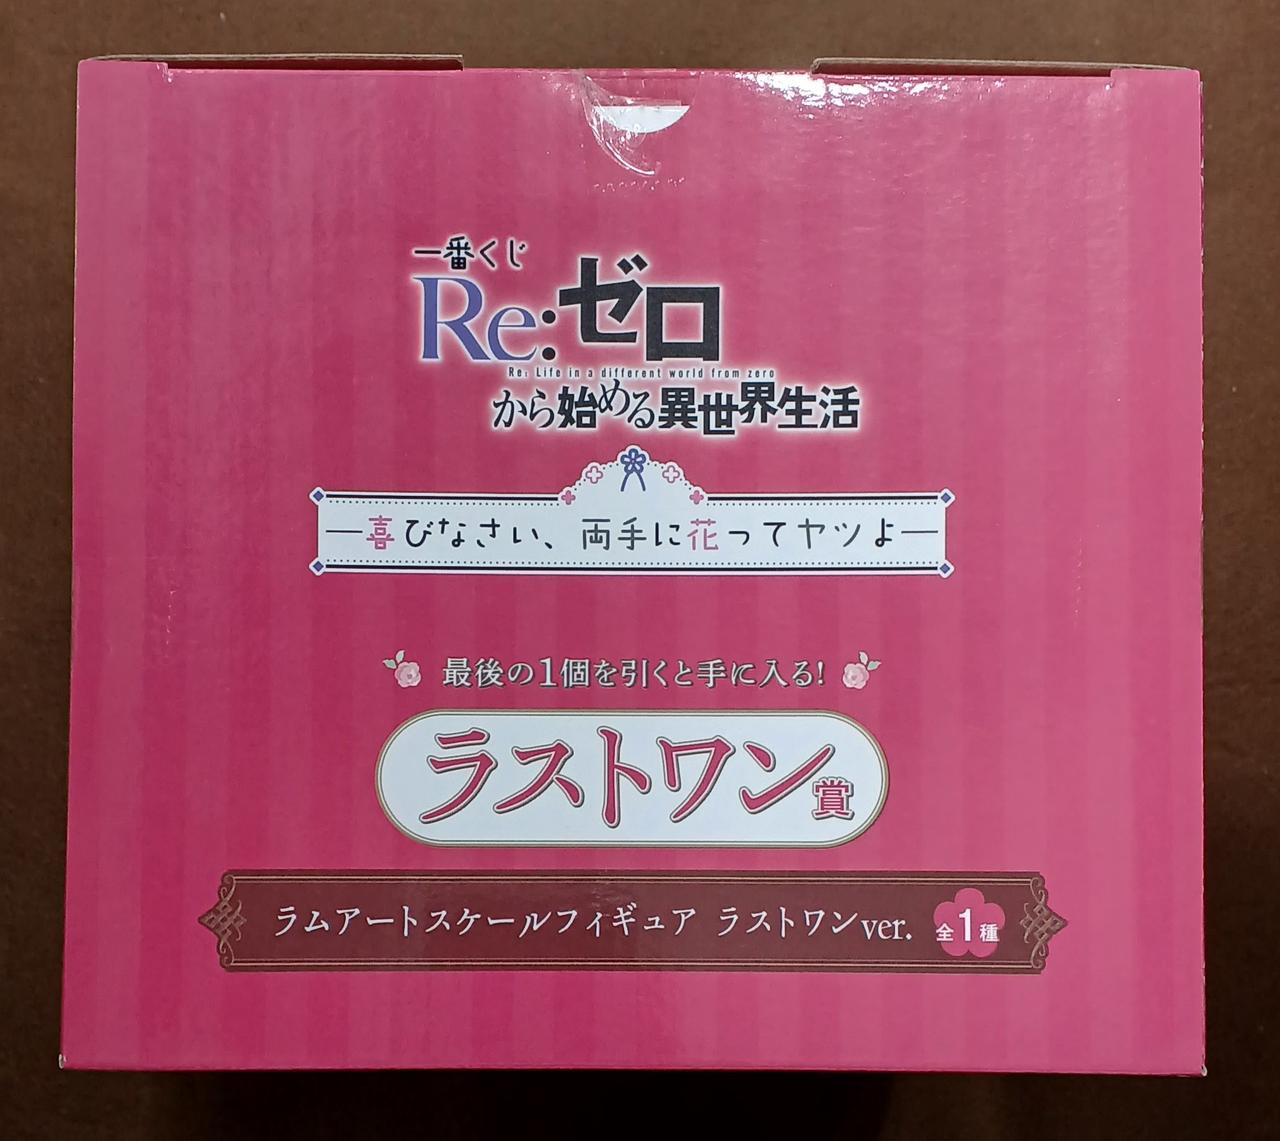 一番くじ
Re:ゼロ
Re: Life in a different world from zero
から始める異世界生活
―喜びなさい、両手に花ってヤツよ―
最後の1個を引くと手に入る!
ラストワン賞
ラムアートスケールフィギュア ラストワンver. 全1種